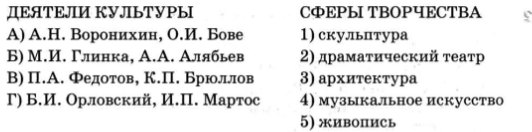 ДЕЯТЕЛИ КУЛЬТУРЫ
А) А.Н. Воронихин, О.И. Бове
Б) М.И. Глинка, А.А. Алябьев
В) П.А. Федотов, К.П. Брюллов
Г) Б.И. Орловский, И.П. Мартос
СФЕРЫ ТВОРЧЕСТВА
1) скульптура
2) драматический театр
3) архитектура
4) музыкальное искусство
5) живопись